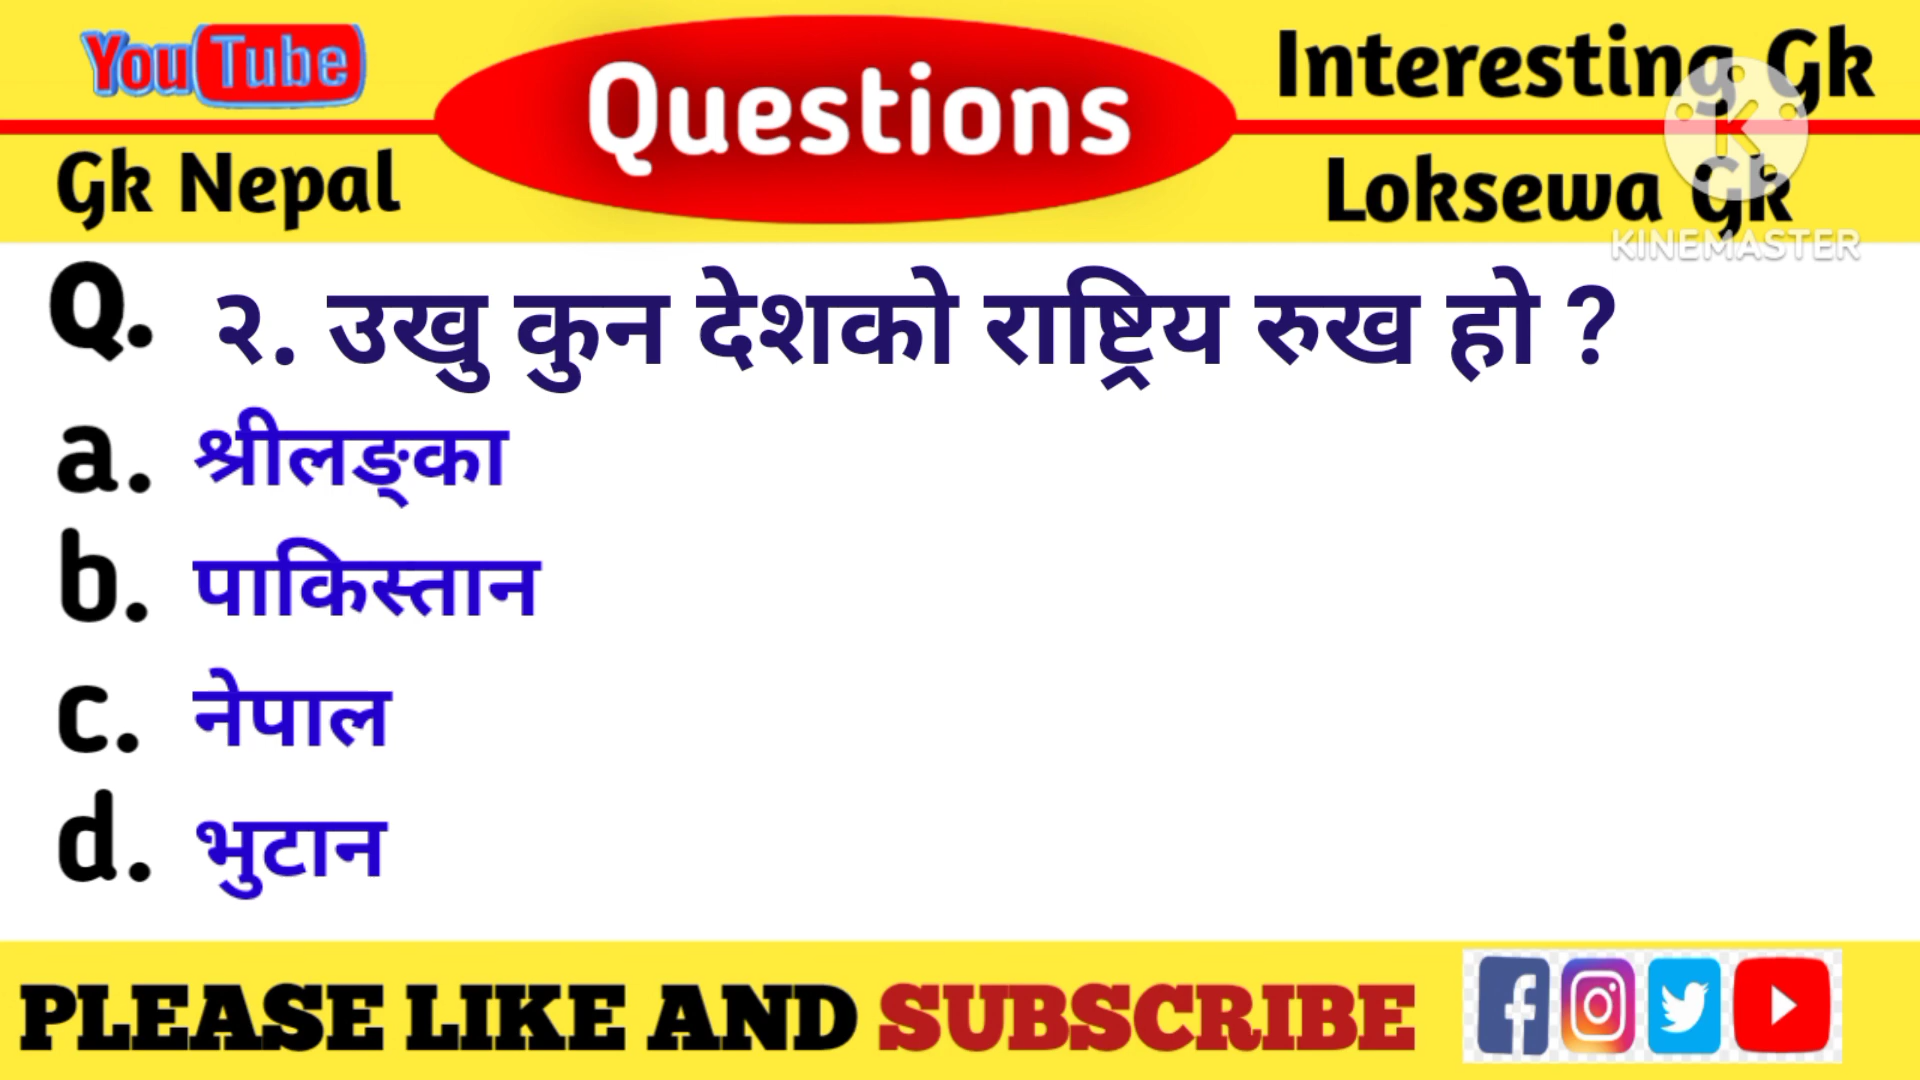 YouTube
Questions
Interesting Gk
Gk Nepal
Loksewa Gk
KINEMASTER
Q. २. उखु कुन देशको राष्ट्रिय रुख हो ?
a. श्रीलङ्का
b. पाकिस्तान
c. नेपाल
d. भुटान
PLEASE LIKE AND SUBSCRIBE